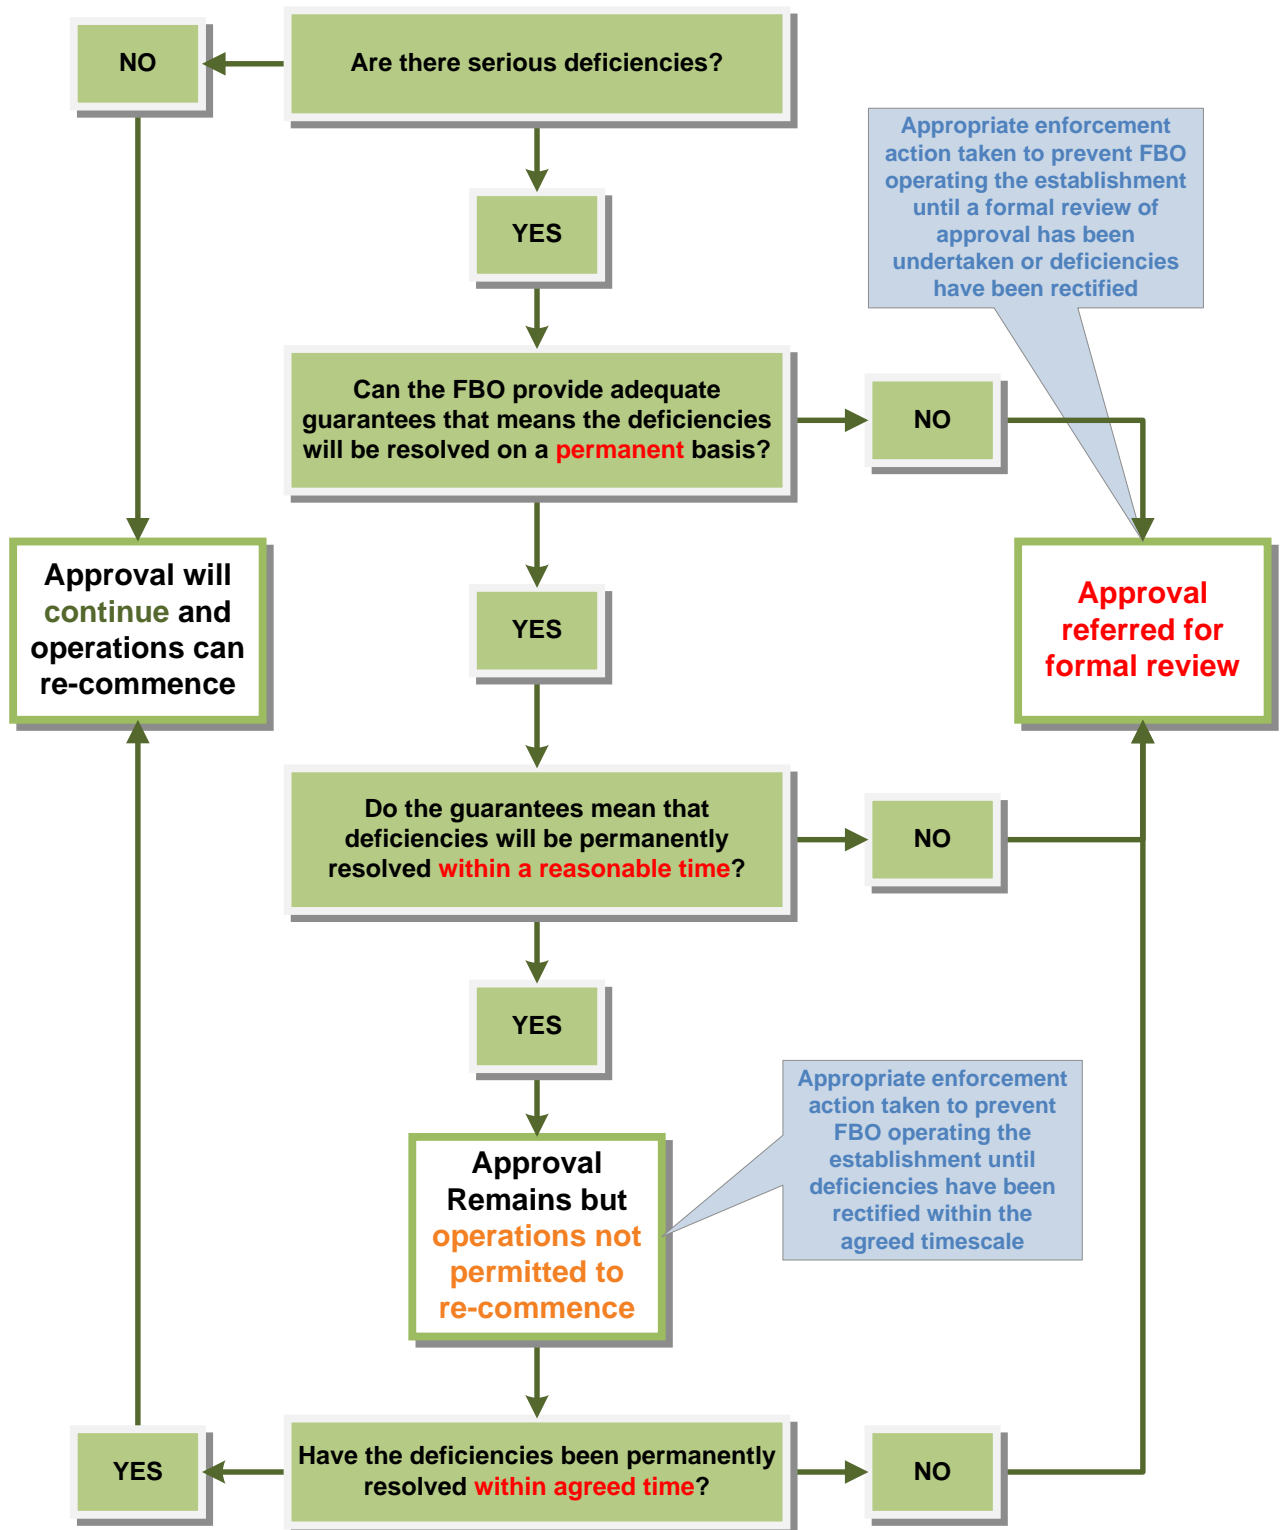 NO
Are there serious deficiencies?
Appropriate enforcement
action taken to prevent FBO
operating the establishment
until a formal review of
approval has been
undertaken or deficiencies
have been rectified
YES
Can the FBO provide adequate
guarantees that means the deficiencies
will be resolved on a permanent basis?
NO
Approval will
continue and
operations can
re-commence
YES
Approval
referred for
formal review
Do the guarantees mean that
deficiencies will be permanently
resolved within a reasonable time?
NO
YES
Appropriate enforcement
action taken to prevent
FBO operating the
establishment until
deficiencies have been
rectified within the
agreed timescale
Approval
Remains but
operations not
permitted to
re-commence
YES
Have the deficiencies been permanently
resolved within agreed time?
NO